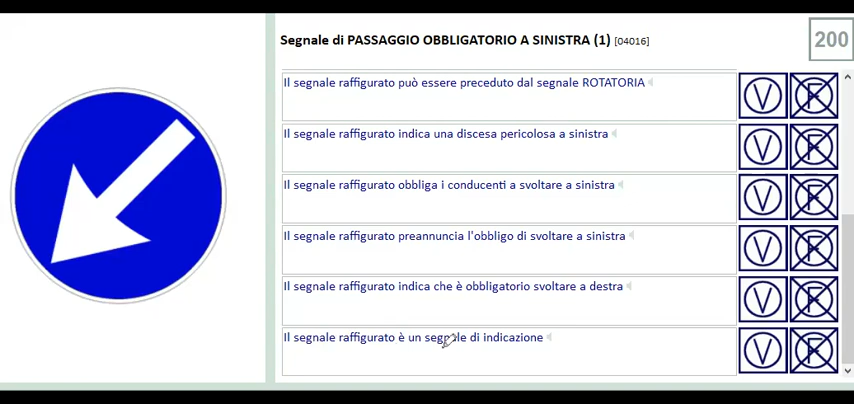 Segnale di PASSAGGIO OBBLIGATORIO A SINISTRA (1) [04016]
200
Il segnale raffigurato può essere preceduto dal segnale ROTATORIA
V F
Il segnale raffigurato indica una discesa pericolosa a sinistra
V F
Il segnale raffigurato obbliga i conducenti a svoltare a sinistra
V F
Il segnale raffigurato preannuncia l'obbligo di svoltare a sinistra
V F
Il segnale raffigurato indica che è obbligatorio svoltare a destra
V F
Il segnale raffigurato è un segnale di indicazione
V F